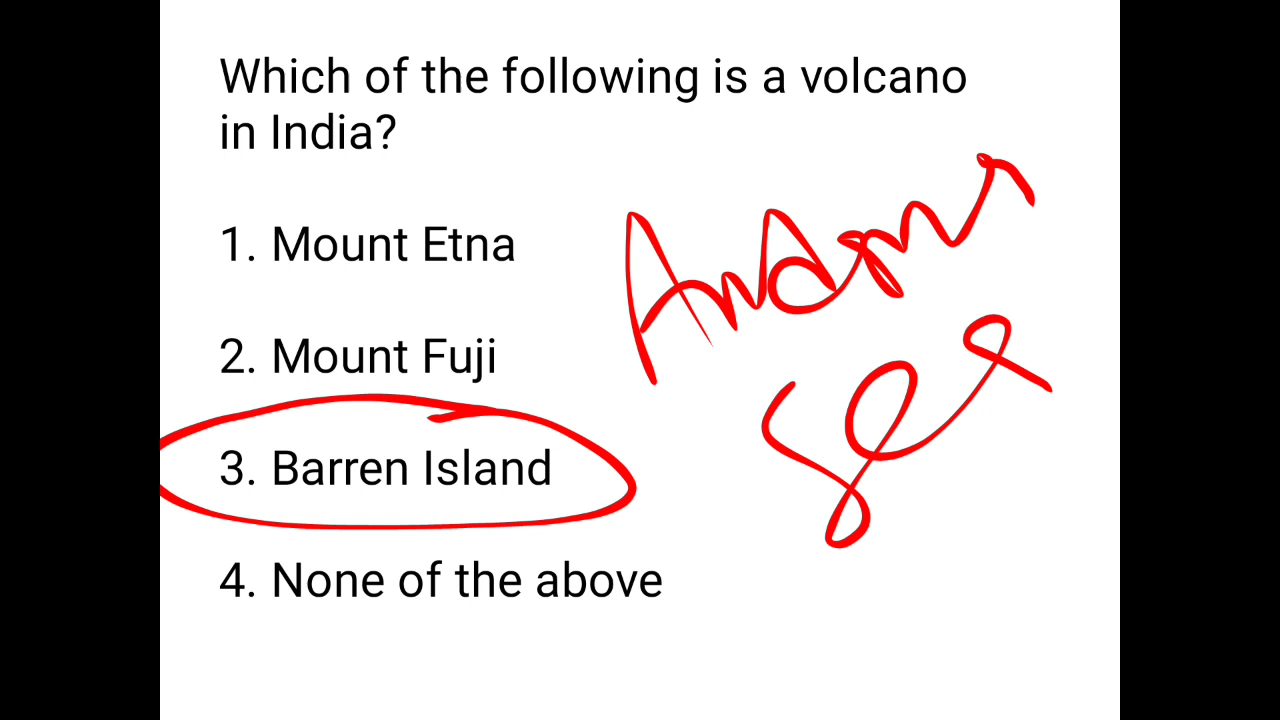 Which of the following is a volcano
in India?
1. Mount Etna
2. Mount Fuji
3. Barren Island
4. None of the above
Sea